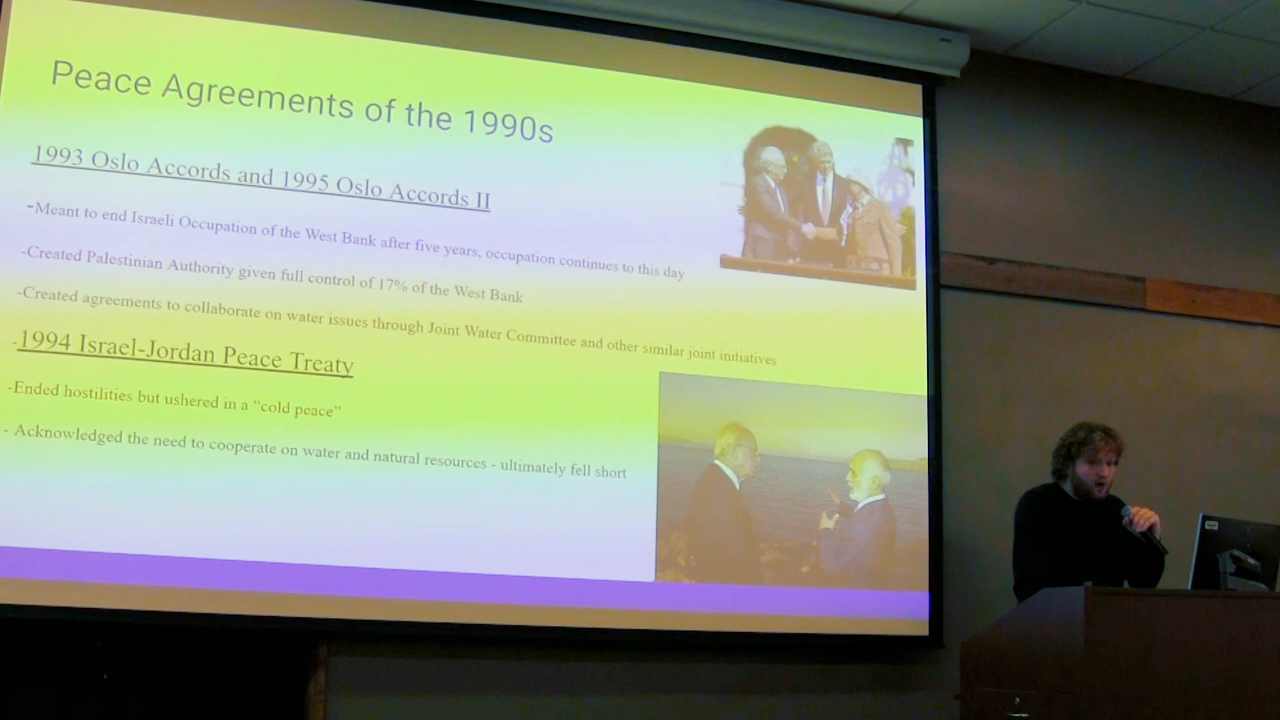 Peace Agreements of the 1990s
1993 Oslo Accords and 1995 Oslo Accords II
-Meant to end Israeli Occupation of the West Bank after five years, occupation continues to this day
-Created Palestinian Authority given full control of 17% of the West Bank
-Created agreements to collaborate on water issues through Joint Water Committee and other similar joint initiatives
-1994 Israel-Jordan Peace Treaty
-Ended hostilities but ushered in a “cold peace”
- Acknowledged the need to cooperate on water and natural resources - ultimately fell short